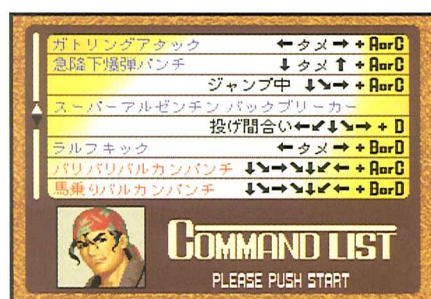 ガトリングアタック ←タメ→ + AorC
急降下爆弾パンチ ↓タメ↑ + AorC
ジャンプ中 ↓↘→ + AorC
スーパーアルゼンチン バックブリーカー
投げ間合い←↙↓↘→ + D
ラルフキック ←タメ→ + BorD
バリバリバルカンパンチ ↓↘→↘↓↙← + AorC
馬乗りバルカンパンチ ↓↘→↘↓↙← + BorD
COMMAND LIST
PLEASE PUSH START